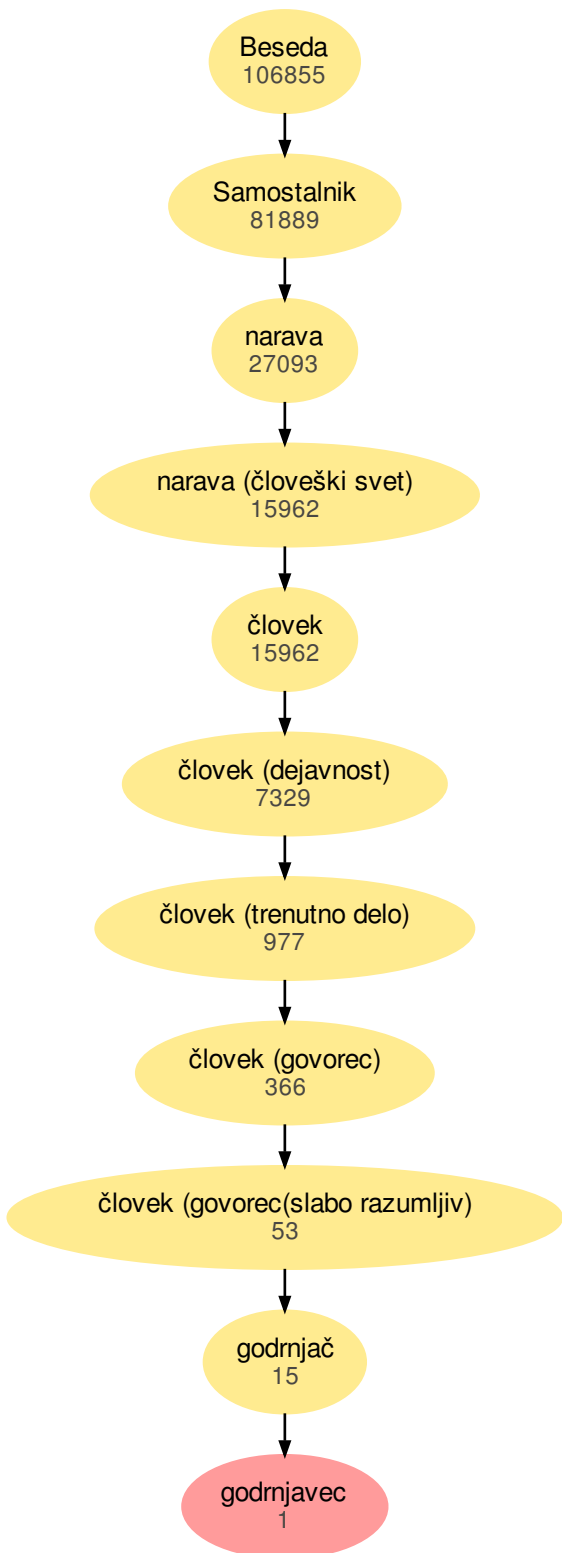 Beseda
106855
Samostalnik
81889
narava
27093
narava (človeški svet)
15962
človek
15962
človek (dejavnost)
7329
človek (trenutno delo)
977
človek (govorec)
366
človek (govorec(slabo razumljiv)
53
godrnjač
15
godrnjavec
1